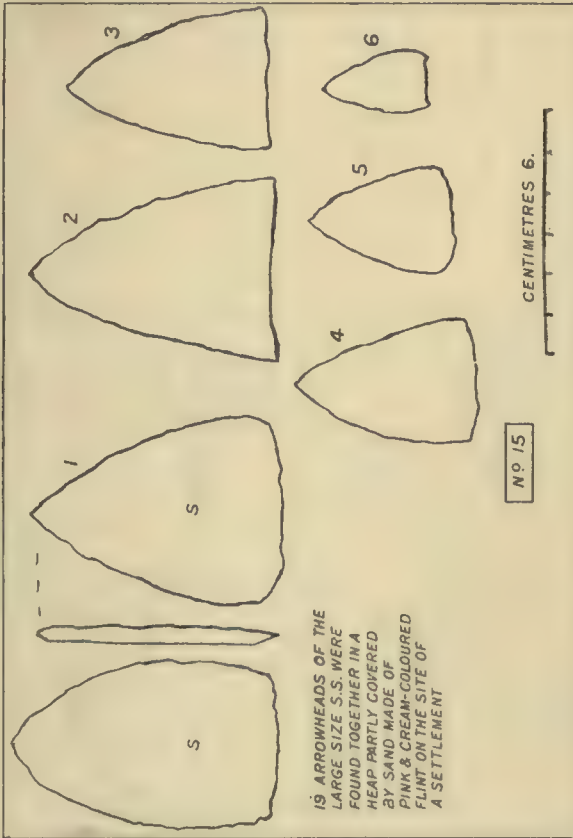 3
2
1
S
S
6
5
4
19 ARROWHEADS OF THE
LARGE SIZE S.S. WERE
FOUND TOGETHER IN A
HEAP PARTLY COVERED
BY SAND MADE OF
PINK & CREAM-COLOURED
FLINT ON THE SITE OF
A SETTLEMENT
CENTIMETRES 6.
Nº 15